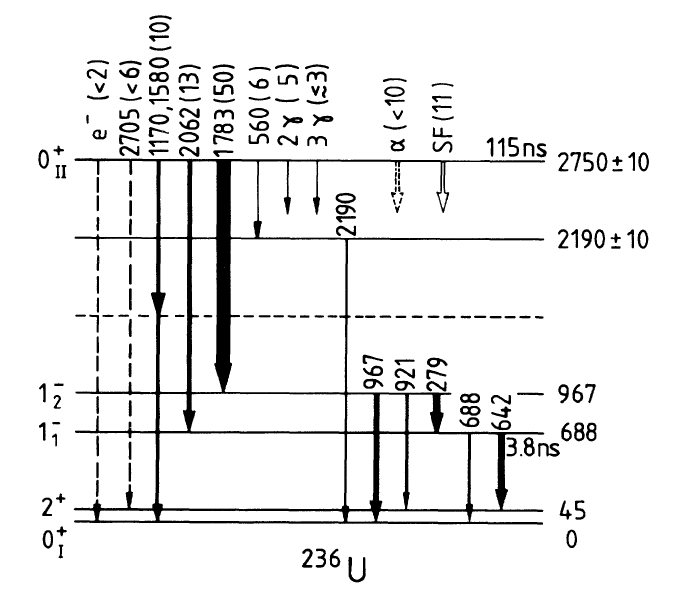 e⁻ (<2)
2705 (<6)
1170,1580 (10)
2062 (13)
1783 (50)
560 (6)
2 γ ( 5)
3 γ (≲3)
α (<10)
SF (11)
0⁺II 115ns 2750 ± 10
2190
2190 ± 10
967
921
279
1⁻2 967
688
642
1⁻1 688
3.8ns
2⁺ 45
0⁺I 0
²³⁶U